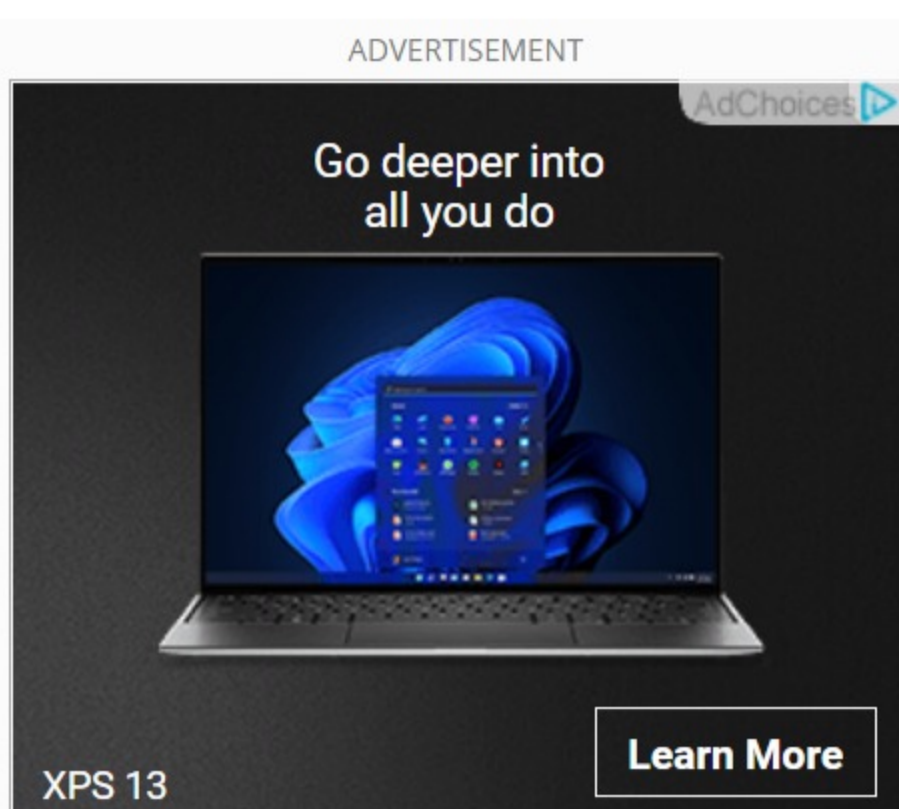 ADVERTISEMENT
AdChoices
Go deeper into
all you do
XPS 13
Learn More